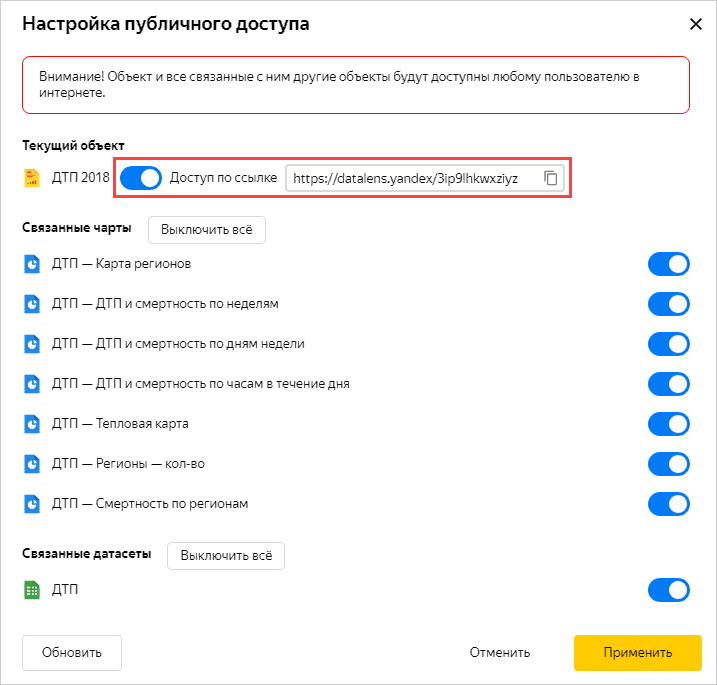 Настройка публичного доступа
Внимание! Объект и все связанные с ним другие объекты будут доступны любому пользователю в
интернете.
Текущий объект
ДТП 2018 Доступ по ссылке https://datalens.yandex/3ip9lhkwxziyz
Связанные чарты Выключить всё
ДТП — Карта регионов
ДТП — ДТП и смертность по неделям
ДТП — ДТП и смертность по дням недели
ДТП — ДТП и смертность по часам в течение дня
ДТП — Тепловая карта
ДТП — Регионы — кол-во
ДТП — Смертность по регионам
Связанные датасеты Выключить всё
ДТП
Обновить Отменить Применить